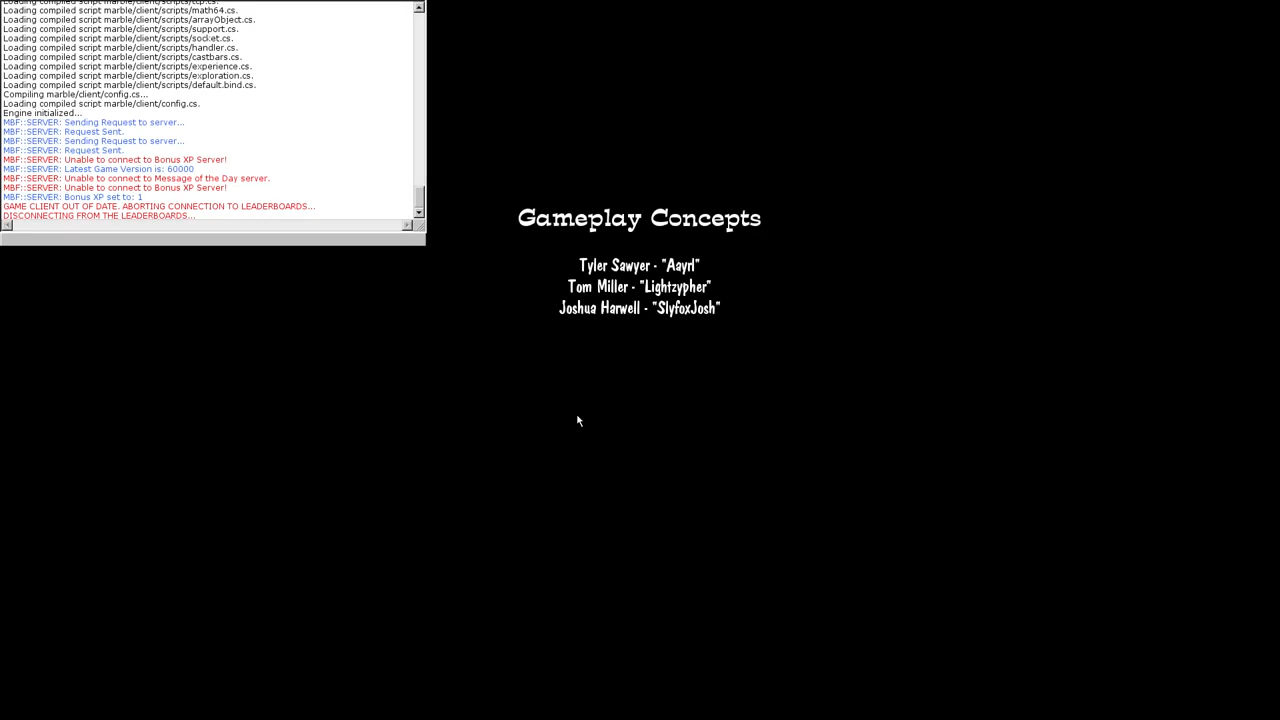 Loading compiled script marble/client/scripts/tcp.cs.
Loading compiled script marble/client/scripts/math64.cs.
Loading compiled script marble/client/scripts/arrayObject.cs.
Loading compiled script marble/client/scripts/support.cs.
Loading compiled script marble/client/scripts/socket.cs.
Loading compiled script marble/client/scripts/handler.cs.
Loading compiled script marble/client/scripts/castbars.cs.
Loading compiled script marble/client/scripts/experience.cs.
Loading compiled script marble/client/scripts/exploration.cs.
Loading compiled script marble/client/scripts/default.bind.cs.
Compiling marble/client/config.cs...
Loading compiled script marble/client/config.cs.
Engine initialized...
MBF::SERVER: Sending Request to server...
MBF::SERVER: Request Sent.
MBF::SERVER: Sending Request to server...
MBF::SERVER: Request Sent.
MBF::SERVER: Unable to connect to Bonus XP Server!
MBF::SERVER: Latest Game Version is: 60000
MBF::SERVER: Unable to connect to Message of the Day server.
MBF::SERVER: Unable to connect to Bonus XP Server!
MBF::SERVER: Bonus XP set to: 1
GAME CLIENT OUT OF DATE. ABORTING CONNECTION TO LEADERBOARDS...
DISCONNECTING FROM THE LEADERBOARDS...
Gameplay Concepts
Tyler Sawyer - "Aayrl"
Tom Miller - "Lightzypher"
Joshua Harwell - "SlyfoxJosh"